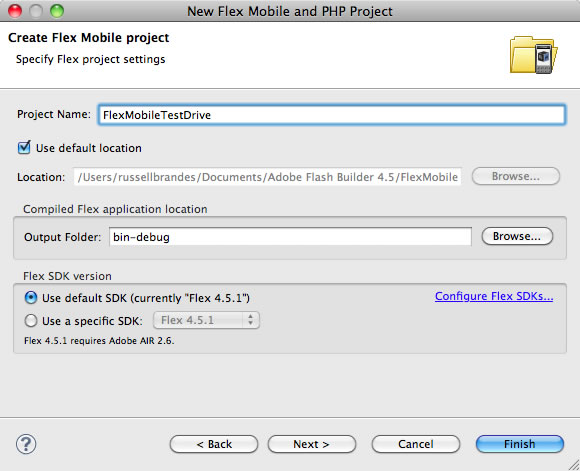 New Flex Mobile and PHP Project
Create Flex Mobile project
Specify Flex project settings
Project Name: FlexMobileTestDrive
Use default location
Location: /Users/russellbrandes/Documents/Adobe Flash Builder 4.5/FlexMobile Browse...
Compiled Flex application location
Output Folder: bin-debug Browse...
Flex SDK version
Use default SDK (currently "Flex 4.5.1") Configure Flex SDKs...
Use a specific SDK: Flex 4.5.1
Flex 4.5.1 requires Adobe AIR 2.6.
? < Back Next > Cancel Finish